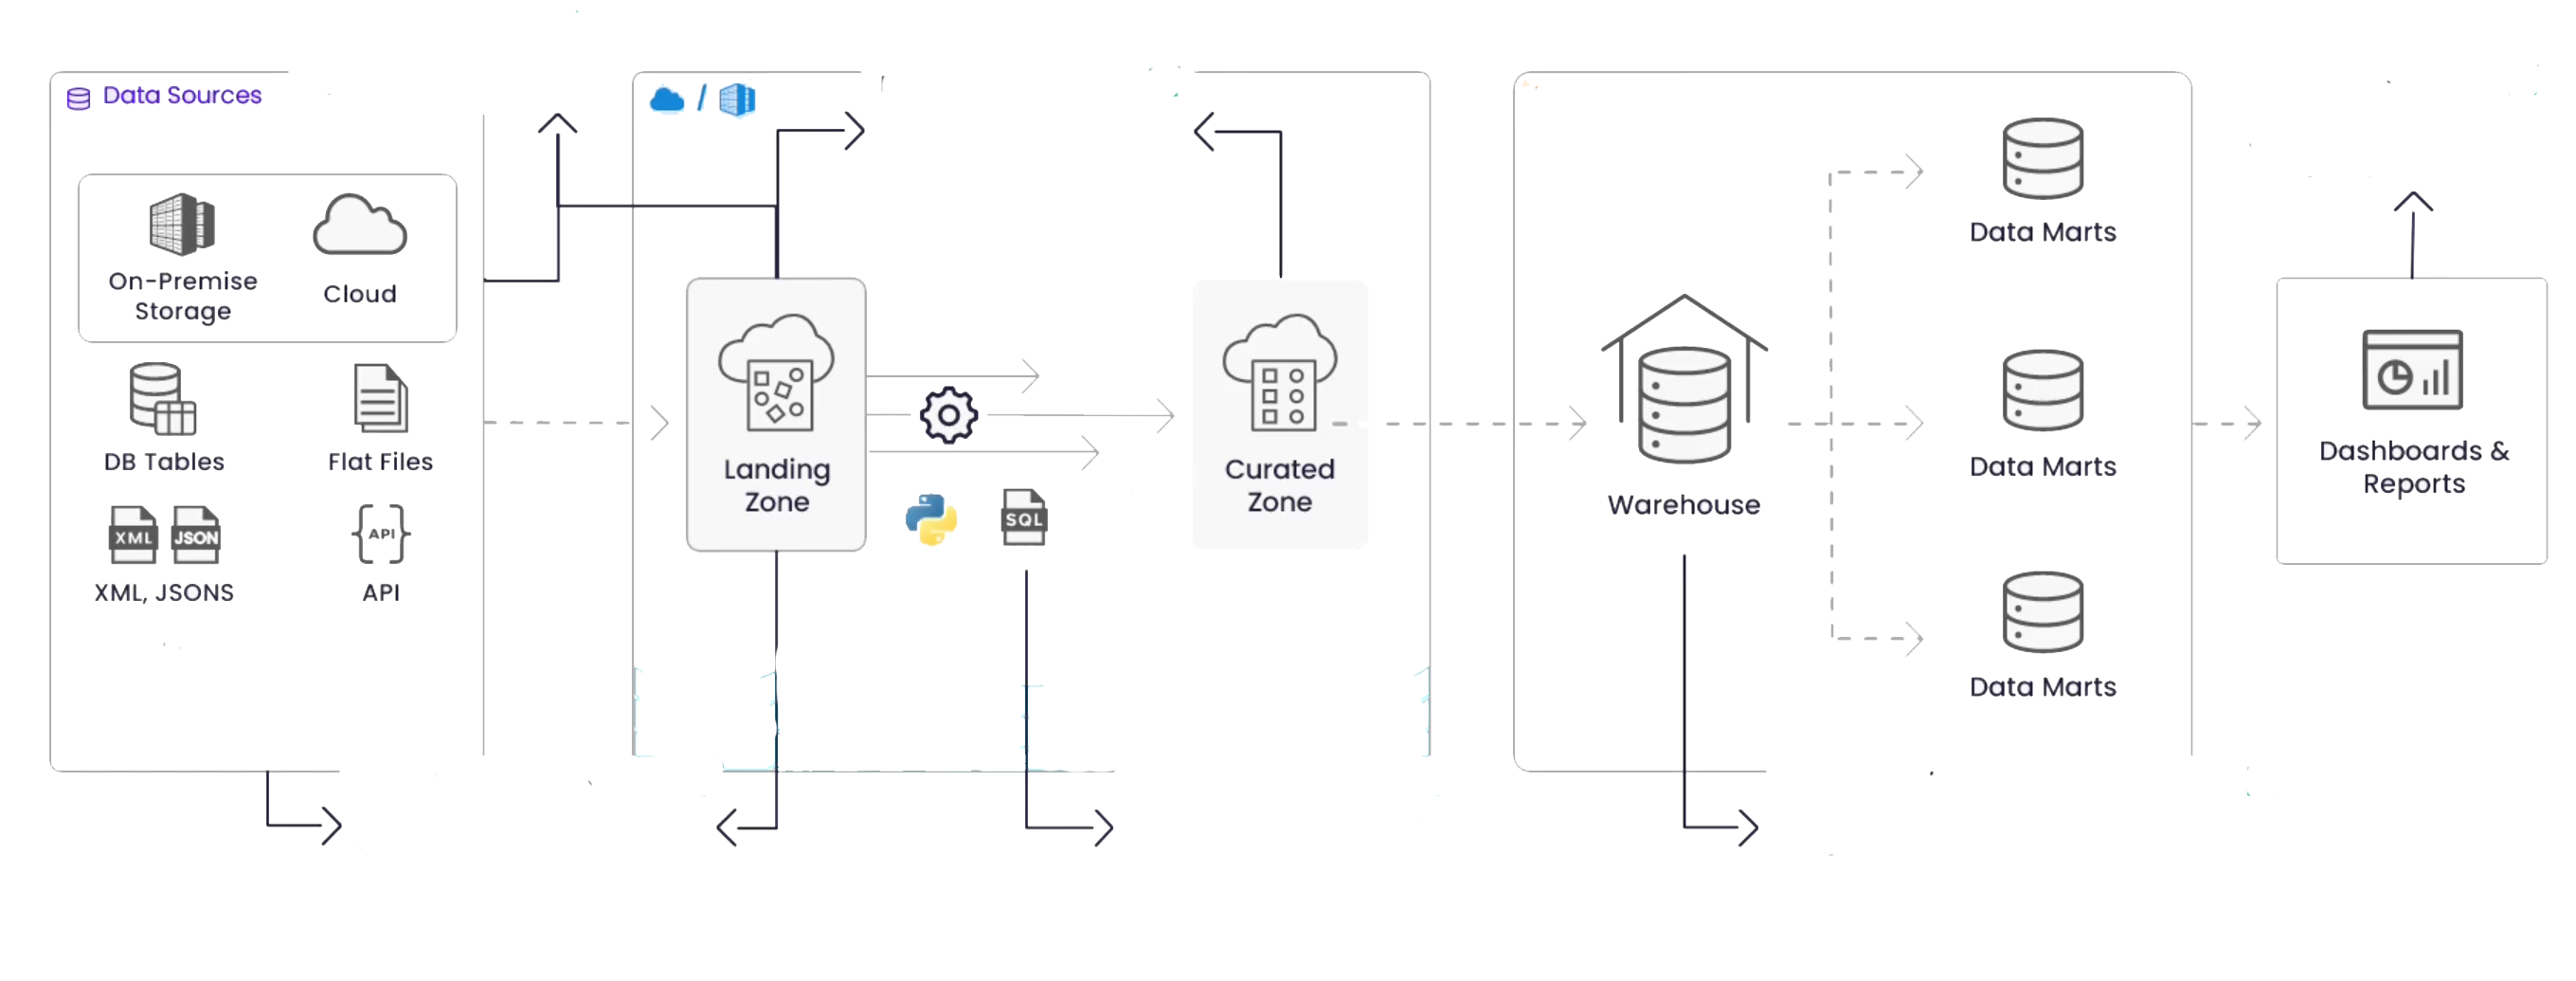 Data Sources
/
On-Premise
Storage
Cloud
DB Tables
Flat Files
XML
JSON
API
XML, JSONS
API
Landing
Zone
SQL
Curated
Zone
Warehouse
Data Marts
Data Marts
Data Marts
Dashboards &
Reports